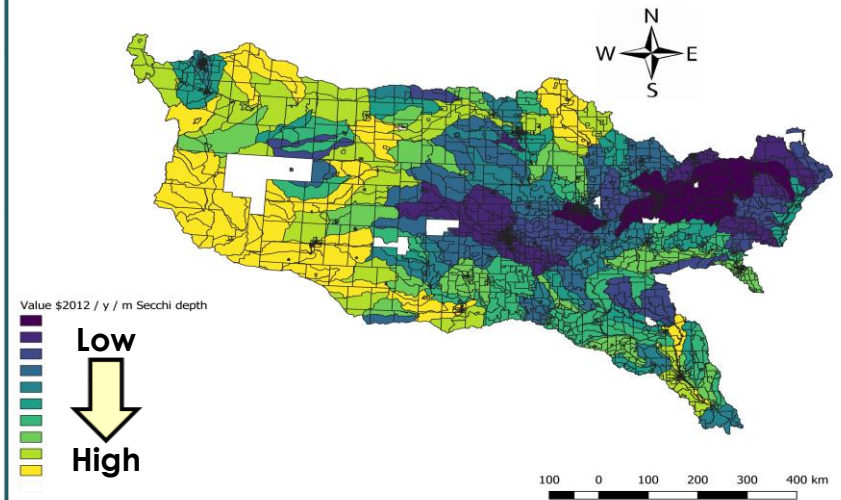 N
W E
S
Value $2012 / y / m Secchi depth
Low
High
100 0 100 200 300 400 km